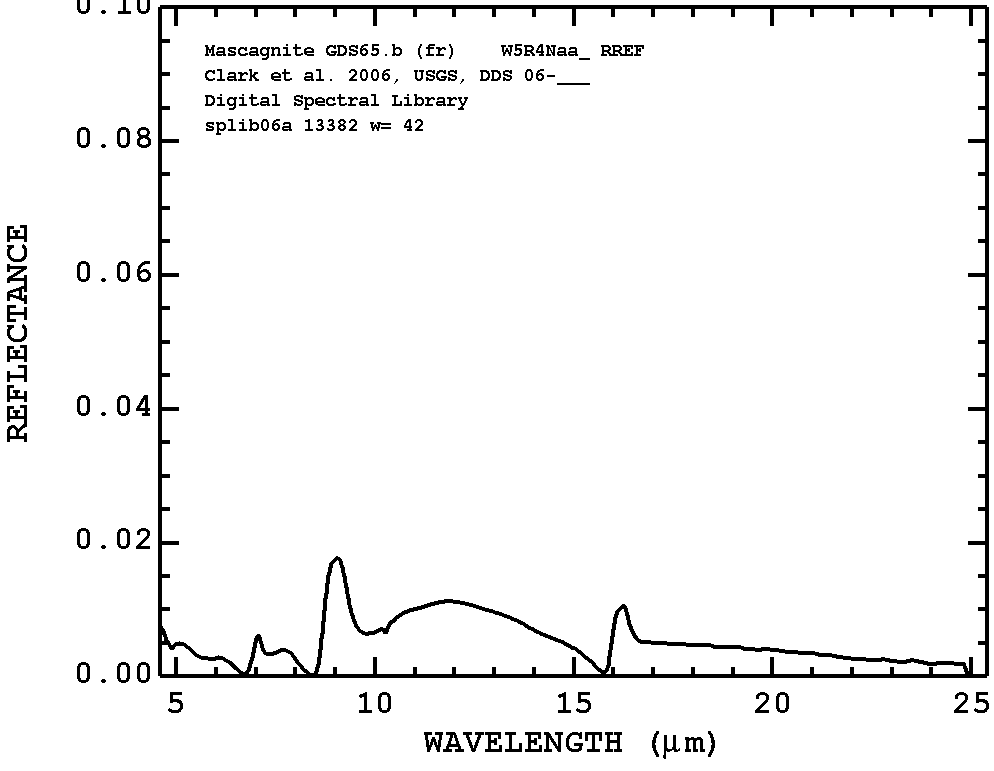 0.10
Mascagnite GDS65.b (fr) W5R4Naa_ RREF
Clark et al. 2006, USGS, DDS 06-___
Digital Spectral Library
splib06a 13382 w= 42
0.08
0.06
0.04
0.02
0.00
REFLECTANCE
5 10 15 20 25
WAVELENGTH (μm)